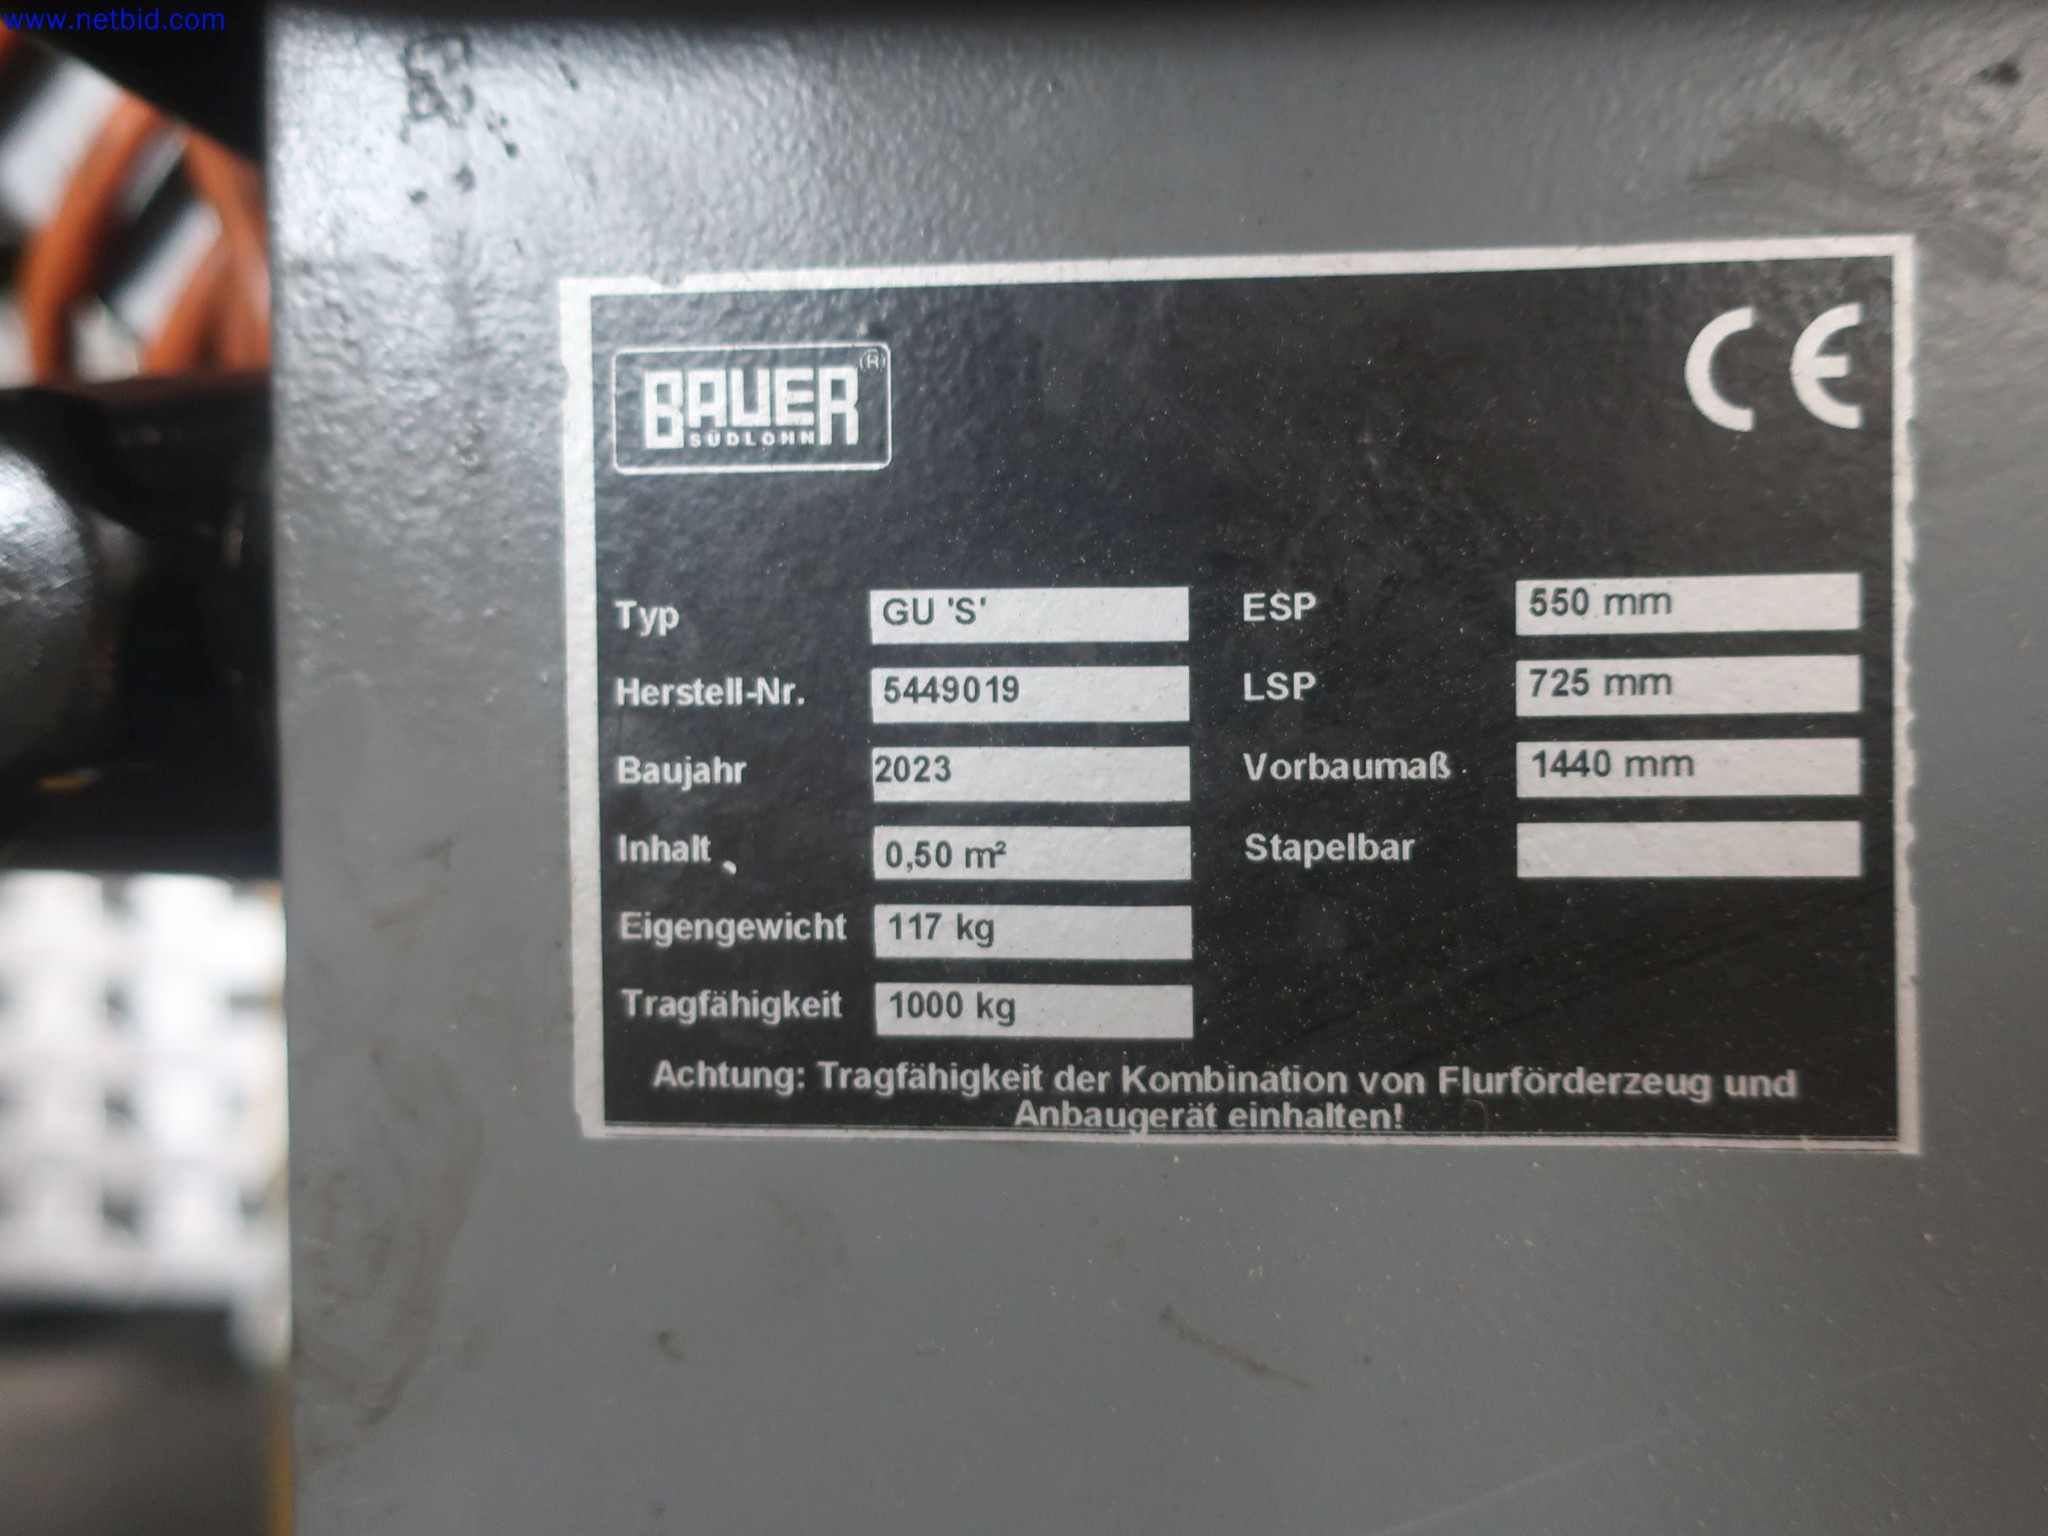 www.netbid.com
BAUER ®
SÜDLOHN
CE
Typ GU 'S' ESP 550 mm
Herstell-Nr. 5449019 LSP 725 mm
Baujahr 2023 Vorbaumaß 1440 mm
Inhalt 0,50 m² Stapelbar
Eigengewicht 117 kg
Tragfähigkeit 1000 kg
Achtung: Tragfähigkeit der Kombination von Flurförderzeug und
Anbaugerät einhalten!